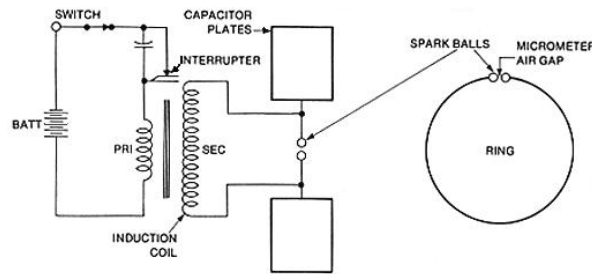 SWITCH
CAPACITOR
PLATES
INTERRUPTER
SPARK BALLS
MICROMETER
AIR GAP
BATT.
PRI
SEC
RING
INDUCTION
COIL